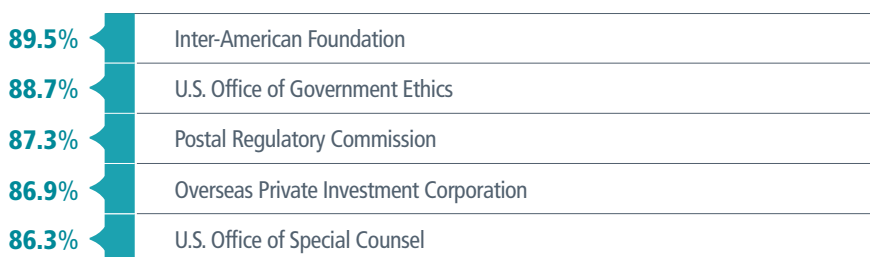 89.5% Inter-American Foundation
88.7% U.S. Office of Government Ethics
87.3% Postal Regulatory Commission
86.9% Overseas Private Investment Corporation
86.3% U.S. Office of Special Counsel